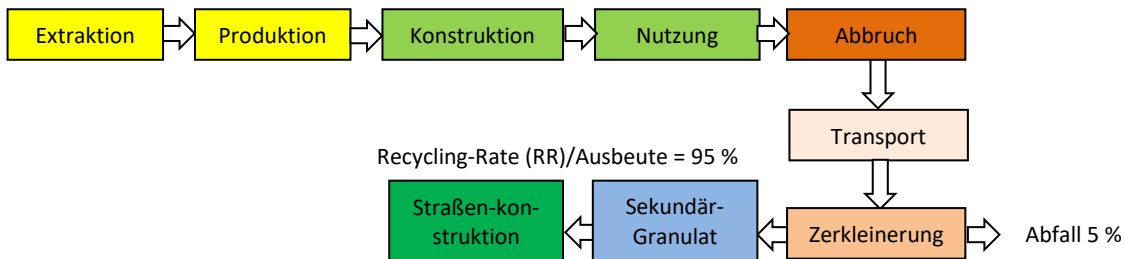 Extraktion
Produktion
Konstruktion
Nutzung
Abbruch
Transport
Recycling-Rate (RR)/Ausbeute = 95 %
Straßen-kon-
struktion
Sekundär-
Granulat
Zerkleinerung
Abfall 5 %